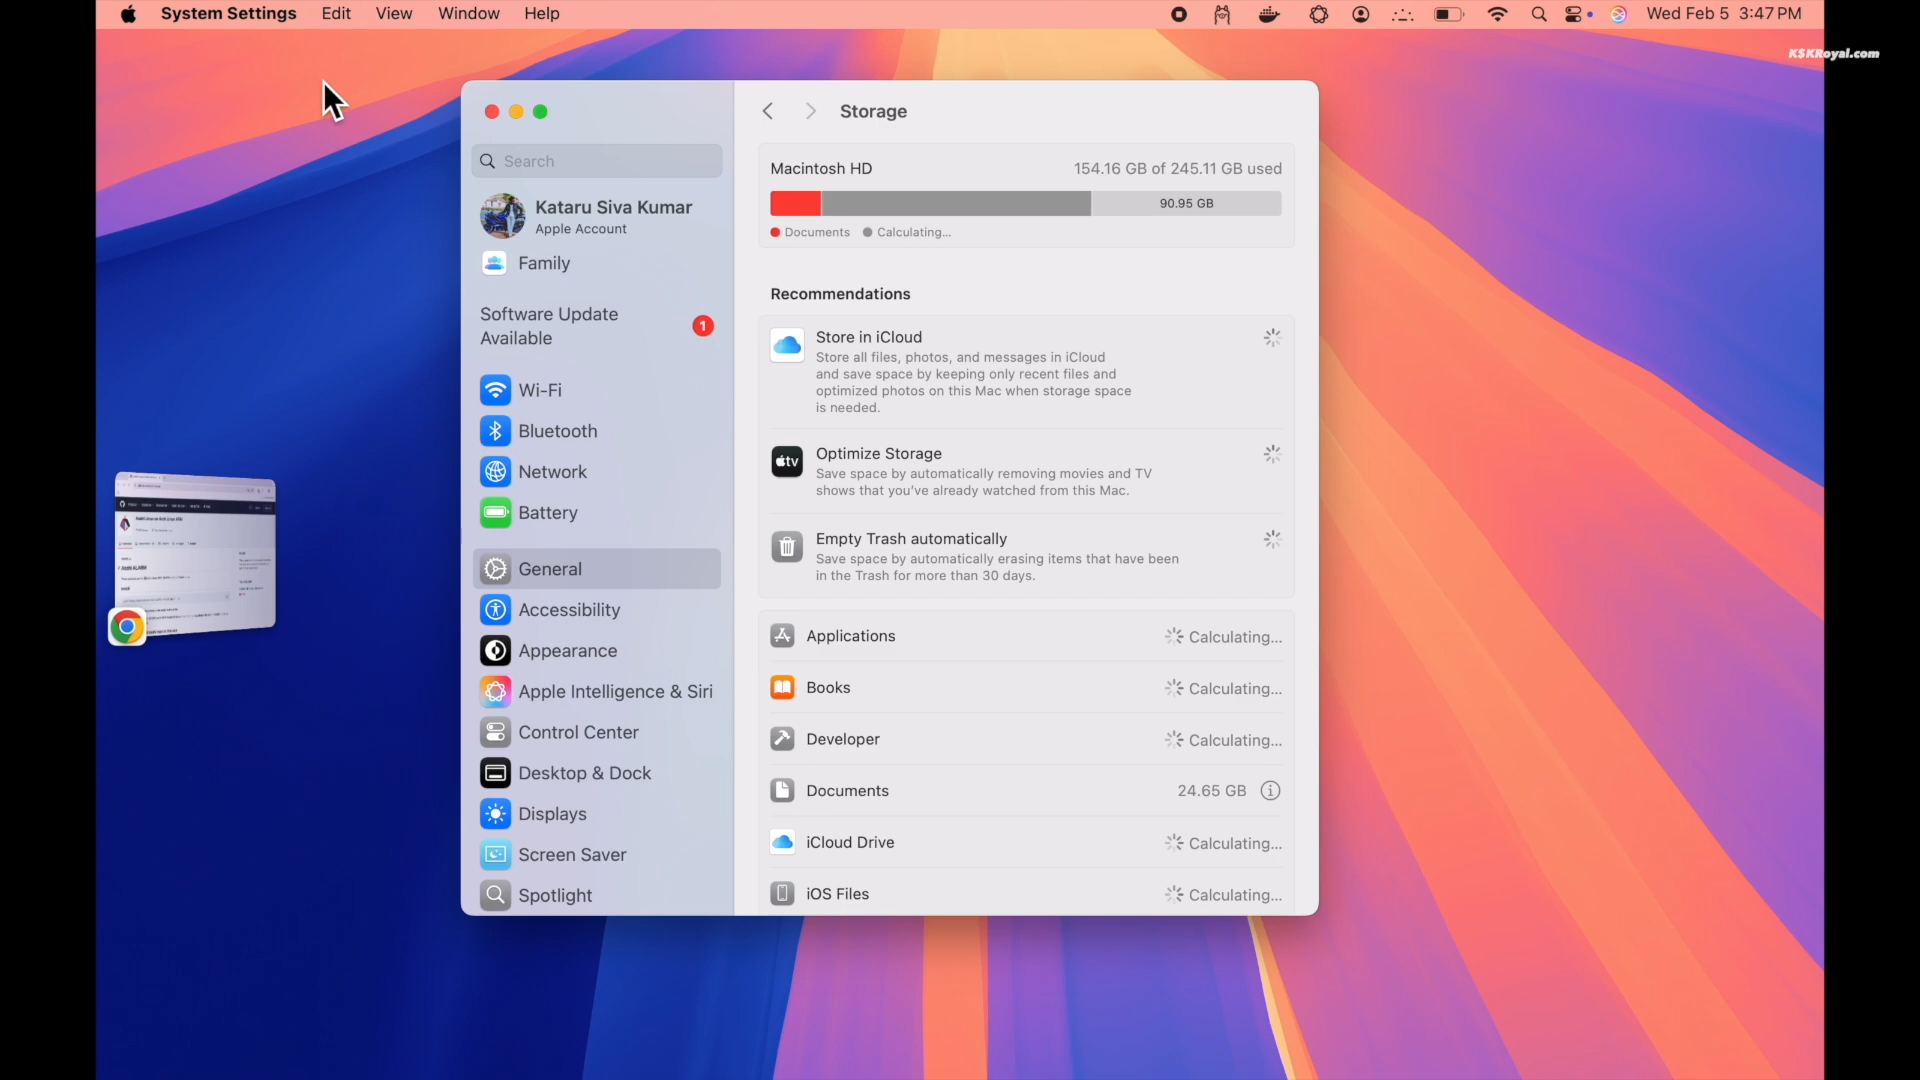 System Settings Edit View Window Help
Wed Feb 5 3:47 PM
K$KRoyal.com
Search
Kataru Siva Kumar
Apple Account
Family
Software Update
Available
1
Wi-Fi
Bluetooth
Network
Battery
General
Accessibility
Appearance
Apple Intelligence & Siri
Control Center
Desktop & Dock
Displays
Screen Saver
Spotlight
Storage
Macintosh HD 154.16 GB of 245.11 GB used
90.95 GB
Documents Calculating...
Recommendations
Store in iCloud
Store all files, photos, and messages in iCloud
and save space by keeping only recent files and
optimized photos on this Mac when storage space
is needed.
tv
Optimize Storage
Save space by automatically removing movies and TV
shows that you've already watched from this Mac.
Empty Trash automatically
Save space by automatically erasing items that have been
in the Trash for more than 30 days.
Applications Calculating...
Books Calculating...
Developer Calculating...
Documents 24.65 GB
iCloud Drive Calculating...
iOS Files Calculating...